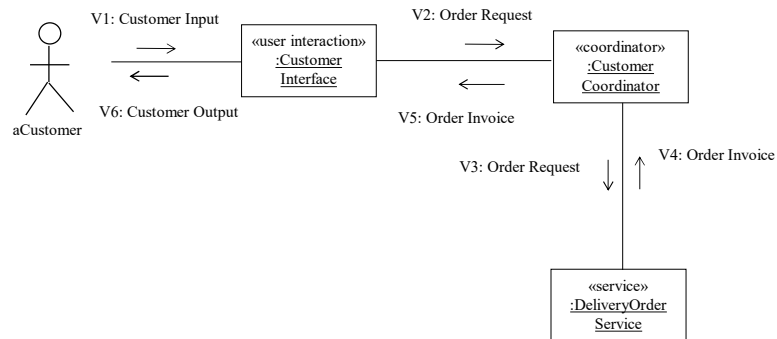 V1: Customer Input
V2: Order Request
«user interaction»
:Customer
Interface
«coordinator»
:Customer
Coordinator
V6: Customer Output
V5: Order Invoice
aCustomer
V3: Order Request
V4: Order Invoice
«service»
:DeliveryOrder
Service